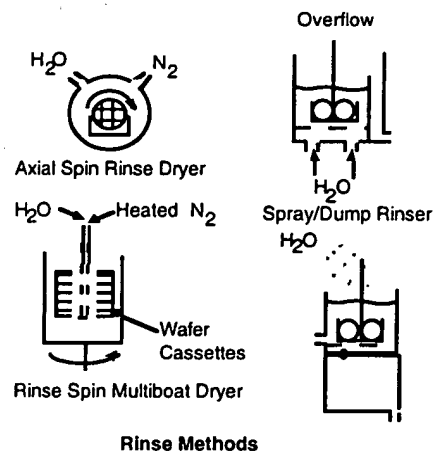 Overflow
H2O
N2
Axial Spin Rinse Dryer
H2O
H2O
Heated N2
Spray/Dump Rinser
H2O
Wafer
Cassettes
Rinse Spin Multiboat Dryer
Rinse Methods